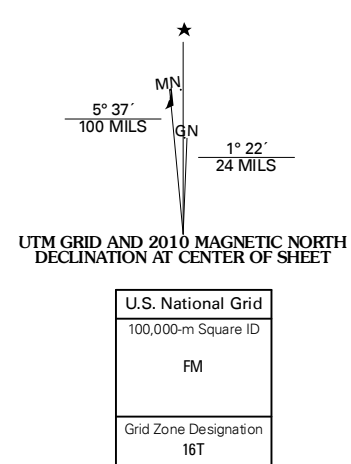 ★
MN
5° 37´
100 MILS
GN
1° 22´
24 MILS
UTM GRID AND 2010 MAGNETIC NORTH
DECLINATION AT CENTER OF SHEET
U.S. National Grid
100,000-m Square ID
FM
Grid Zone Designation
16T